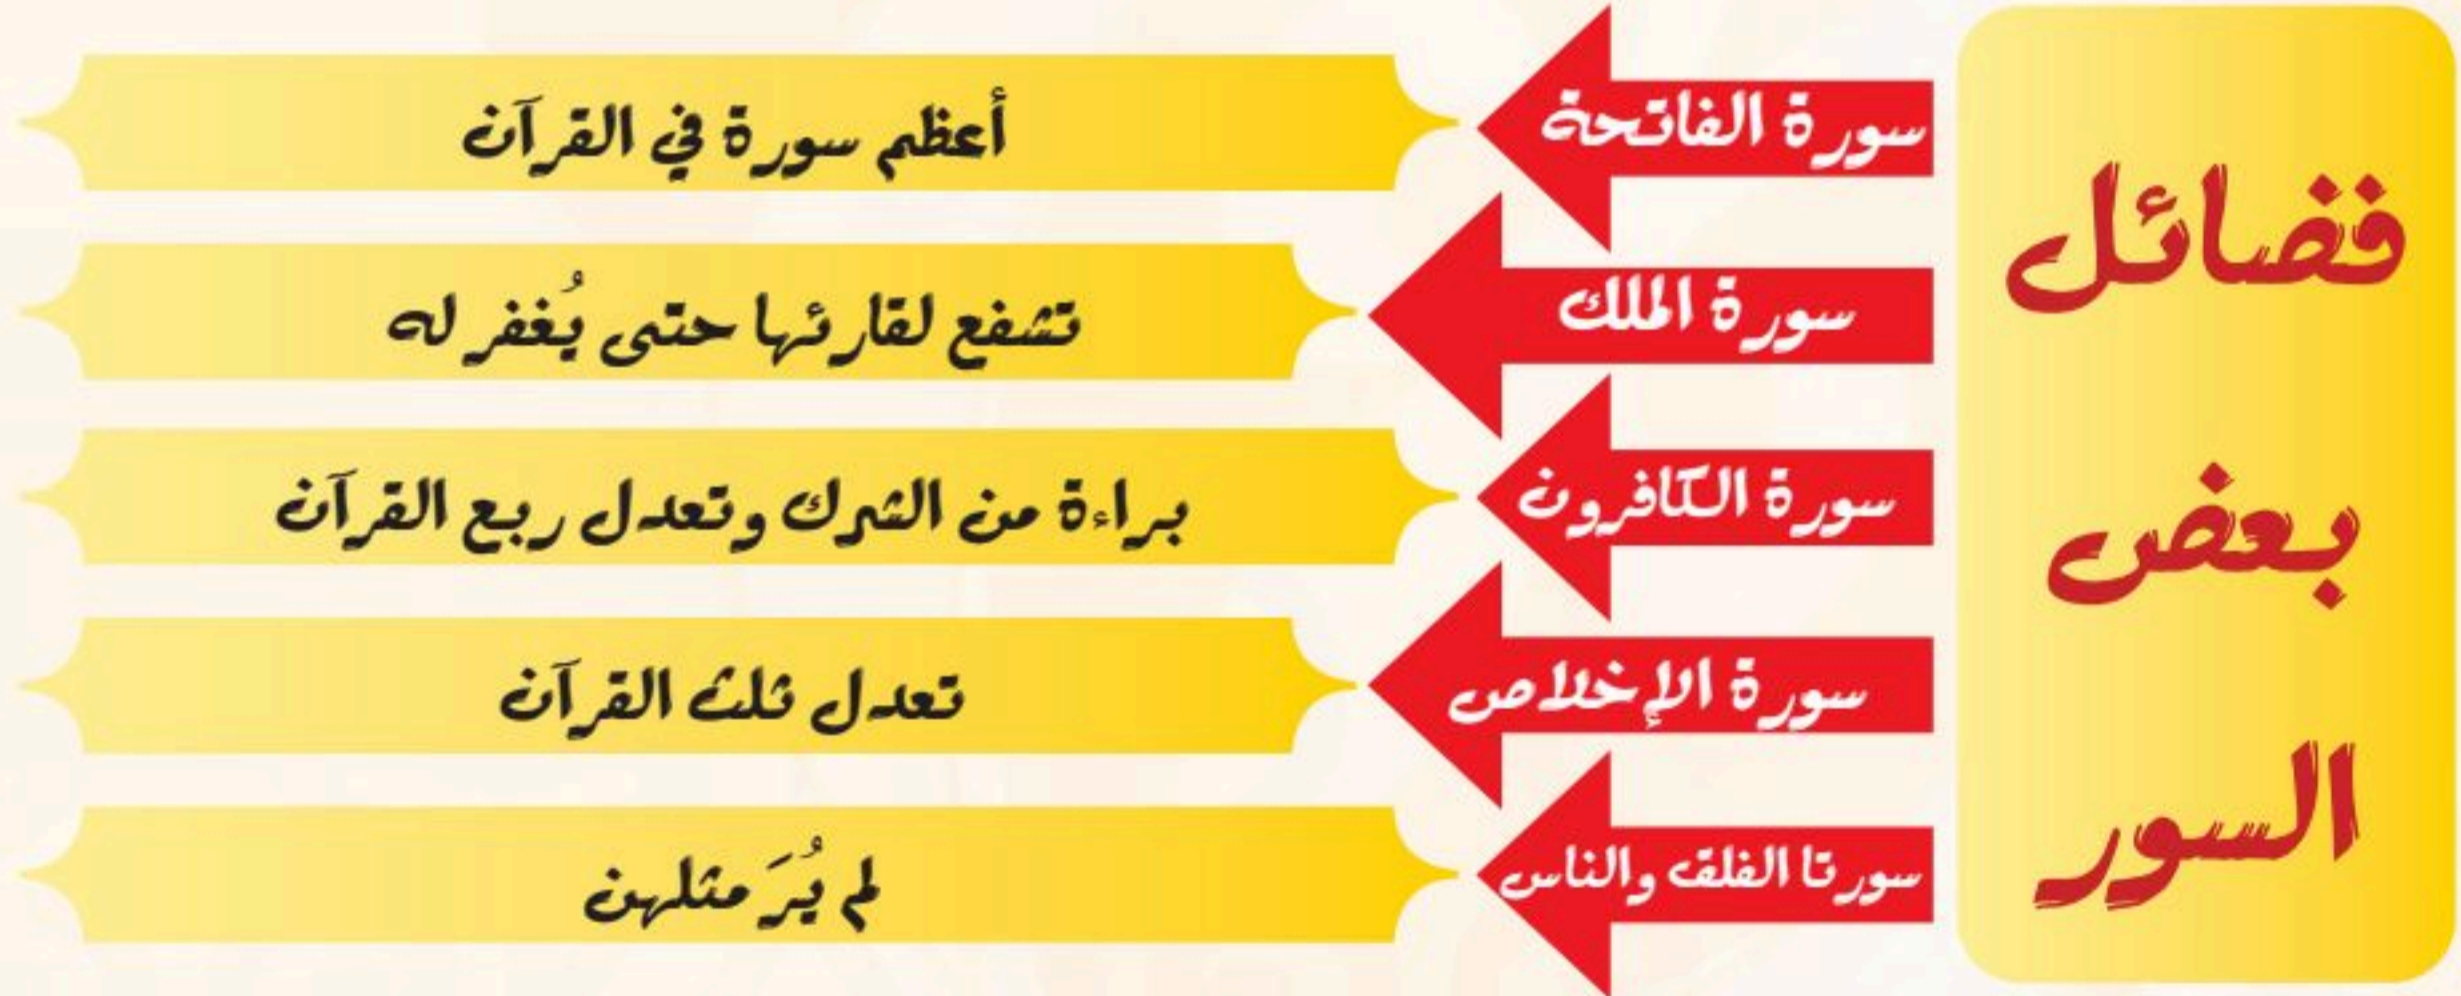 فضائل
بعض
السور
سورة الفاتحة
أعظم سورة في القرآن
سورة الملك
تشفع لقارئها حتى يُغفر له
سورة الكافرون
براءة من الشرك وتعدل ربع القرآن
سورة الإخلاص
تعدل ثلث القرآن
سورتا الفلق والناس
لم يُرَ مثلهن